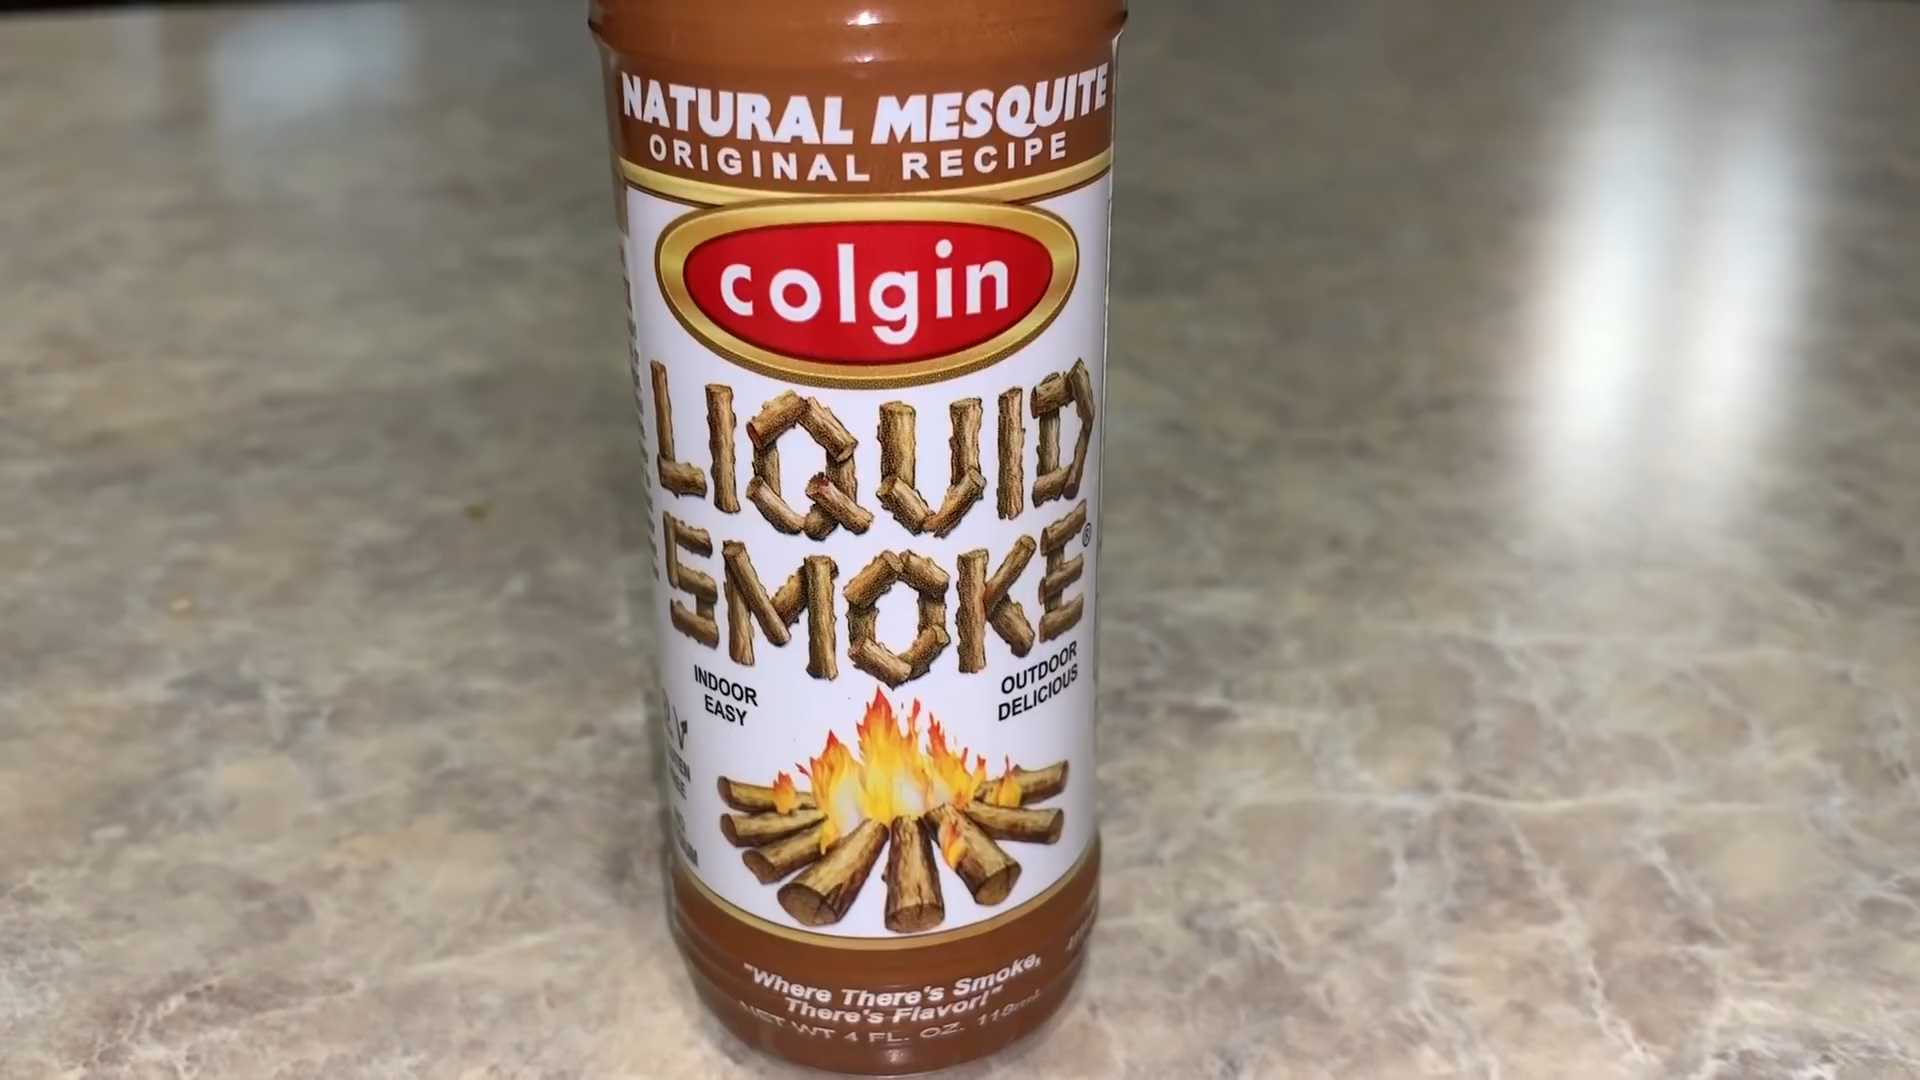 NATURAL MESQUITE
ORIGINAL RECIPE
colgin
LIQUID
SMOKE®
INDOOR
EASY
OUTDOOR
DELICIOUS
"Where There's Smoke,
There's Flavor!"
NET WT 4 FL. OZ. 118mL